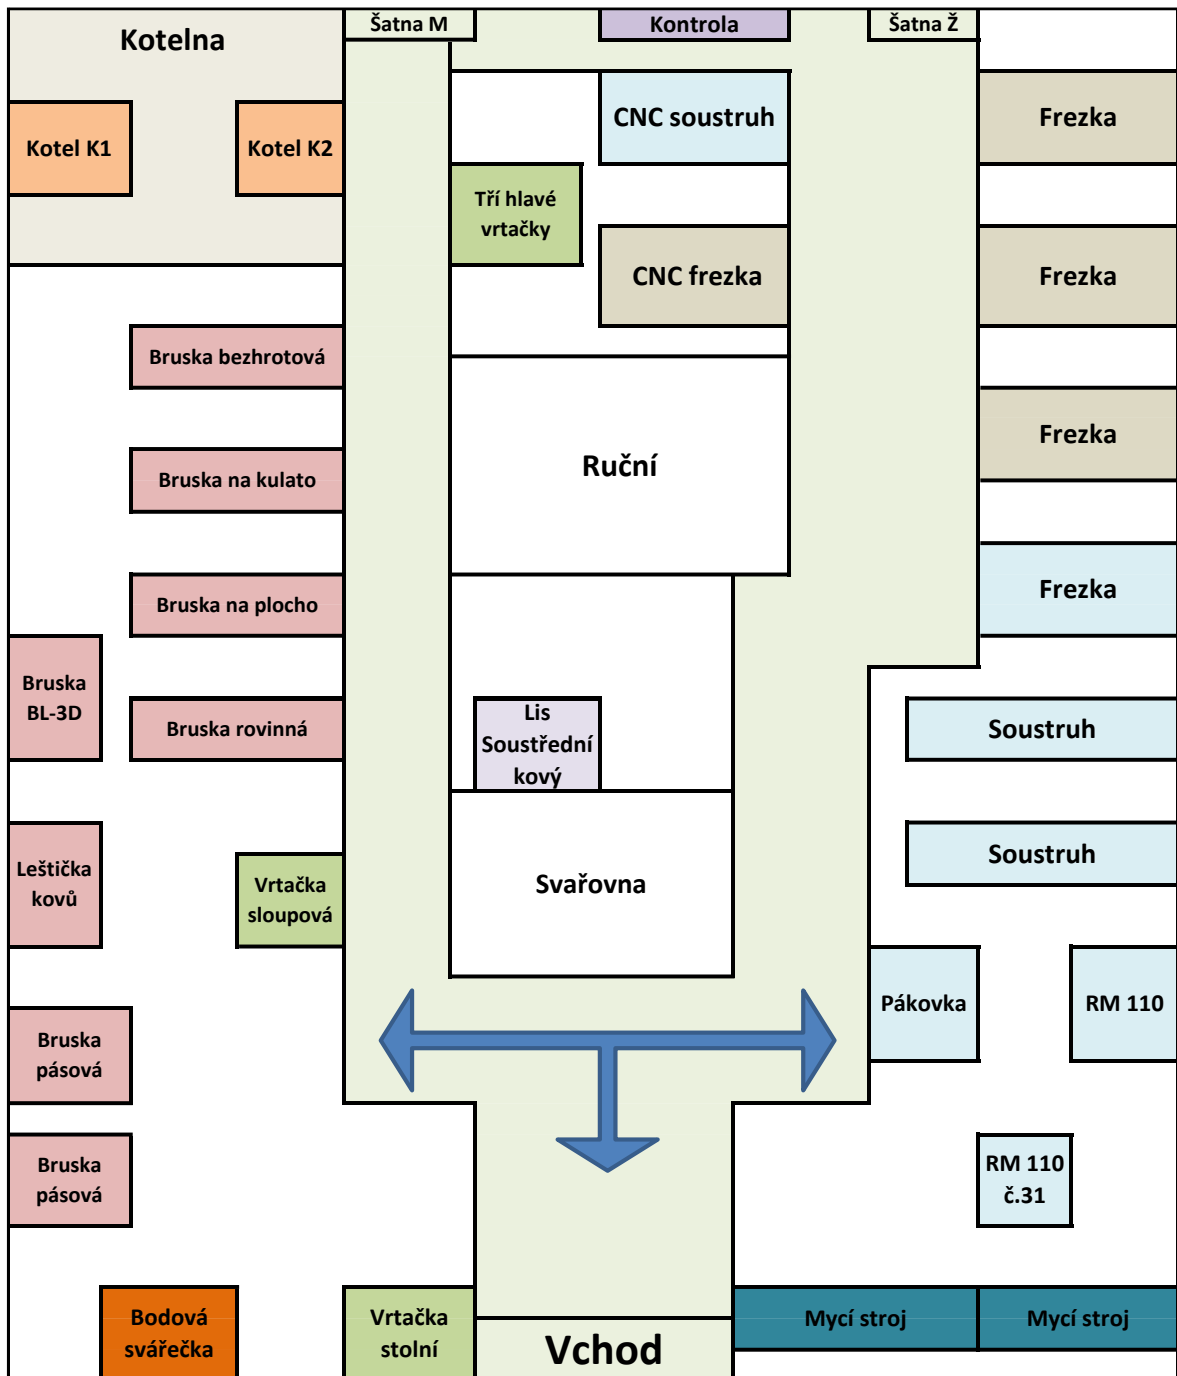 Kotelna
Šatna M
Kontrola
Šatna Ž
Kotel K1
Kotel K2
CNC soustruh
Frezka
Tří hlavé
vrtačky
CNC frezka
Frezka
Bruska bezhrotová
Ruční
Frezka
Bruska na kulato
Bruska na plocho
Frezka
Bruska
BL-3D
Bruska rovinná
Lis
Soustřední
kový
Soustruh
Leštička
kovů
Vrtačka
sloupová
Svařovna
Soustruh
Bruska
pásová
Pákovka
RM 110
Bruska
pásová
RM 110
č.31
Bodová
svářečka
Vrtačka
stolní
Vchod
Mycí stroj
Mycí stroj